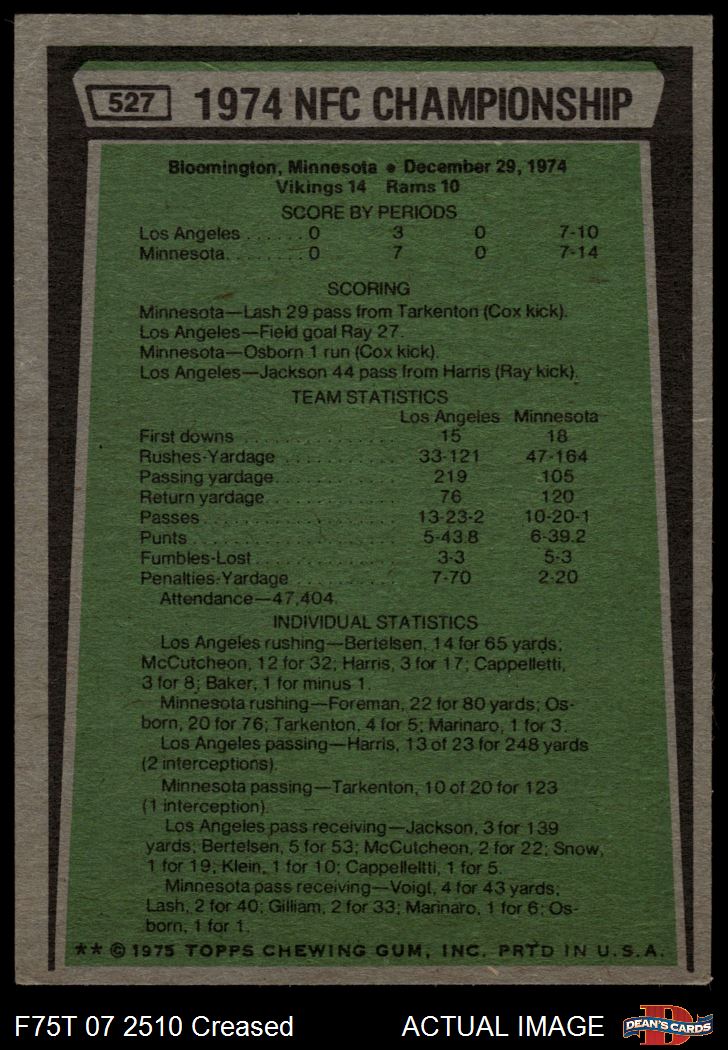 527 1974 NFC CHAMPIONSHIP
Bloomington, Minnesota • December 29, 1974
Vikings 14 Rams 10
SCORE BY PERIODS
Los Angeles . . . . . . 0 3 0 7-10
Minnesota. . . . . . . . 0 7 0 7-14
SCORING
Minnesota—Lash 29 pass from Tarkenton (Cox kick).
Los Angeles—Field goal Ray 27.
Minnesota—Osborn 1 run (Cox kick).
Los Angeles—Jackson 44 pass from Harris (Ray kick).
TEAM STATISTICS
Los Angeles Minnesota
First downs . . . . . . . . . . . . . . . 15 18
Rushes-Yardage . . . . . . . . . . . . 33-121 47-164
Passing yardage. . . . . . . . . . . . 219 105
Return yardage. . . . . . . . . . . . . 76 120
Passes . . . . . . . . . . . . . . . . . . . 13-23-2 10-20-1
Punts . . . . . . . . . . . . . . . . . . . . 5-43.8 6-39.2
Fumbles-Lost . . . . . . . . . . . . . . 3-3 5-3
Penalties-Yardage . . . . . . . . . . 7-70 2-20
Attendance—47,404.
INDIVIDUAL STATISTICS
Los Angeles rushing—Bertelsen, 14 for 65 yards;
McCutcheon, 12 for 32; Harris, 3 for 17; Cappelletti,
3 for 8; Baker, 1 for minus 1.
Minnesota rushing—Foreman, 22 for 80 yards; Os-
born, 20 for 76; Tarkenton, 4 for 5; Marinaro, 1 for 3.
Los Angeles passing—Harris, 13 of 23 for 248 yards
(2 interceptions).
Minnesota passing—Tarkenton, 10 of 20 for 123
(1 interception).
Los Angeles pass receiving—Jackson, 3 for 139
yards; Bertelsen, 5 for 53; McCutcheon, 2 for 22; Snow,
1 for 19; Klein, 1 for 10; Cappelleltti, 1 for 5.
Minnesota pass receiving—Voigt, 4 for 43 yards;
Lash, 2 for 40; Gilliam, 2 for 33; Marinaro, 1 for 6; Os-
born, 1 for 1.
** © 1975 TOPPS CHEWING GUM, INC. PRTD IN U.S.A.
F75T 07 2510 Creased ACTUAL IMAGE D DEAN'S CARDS